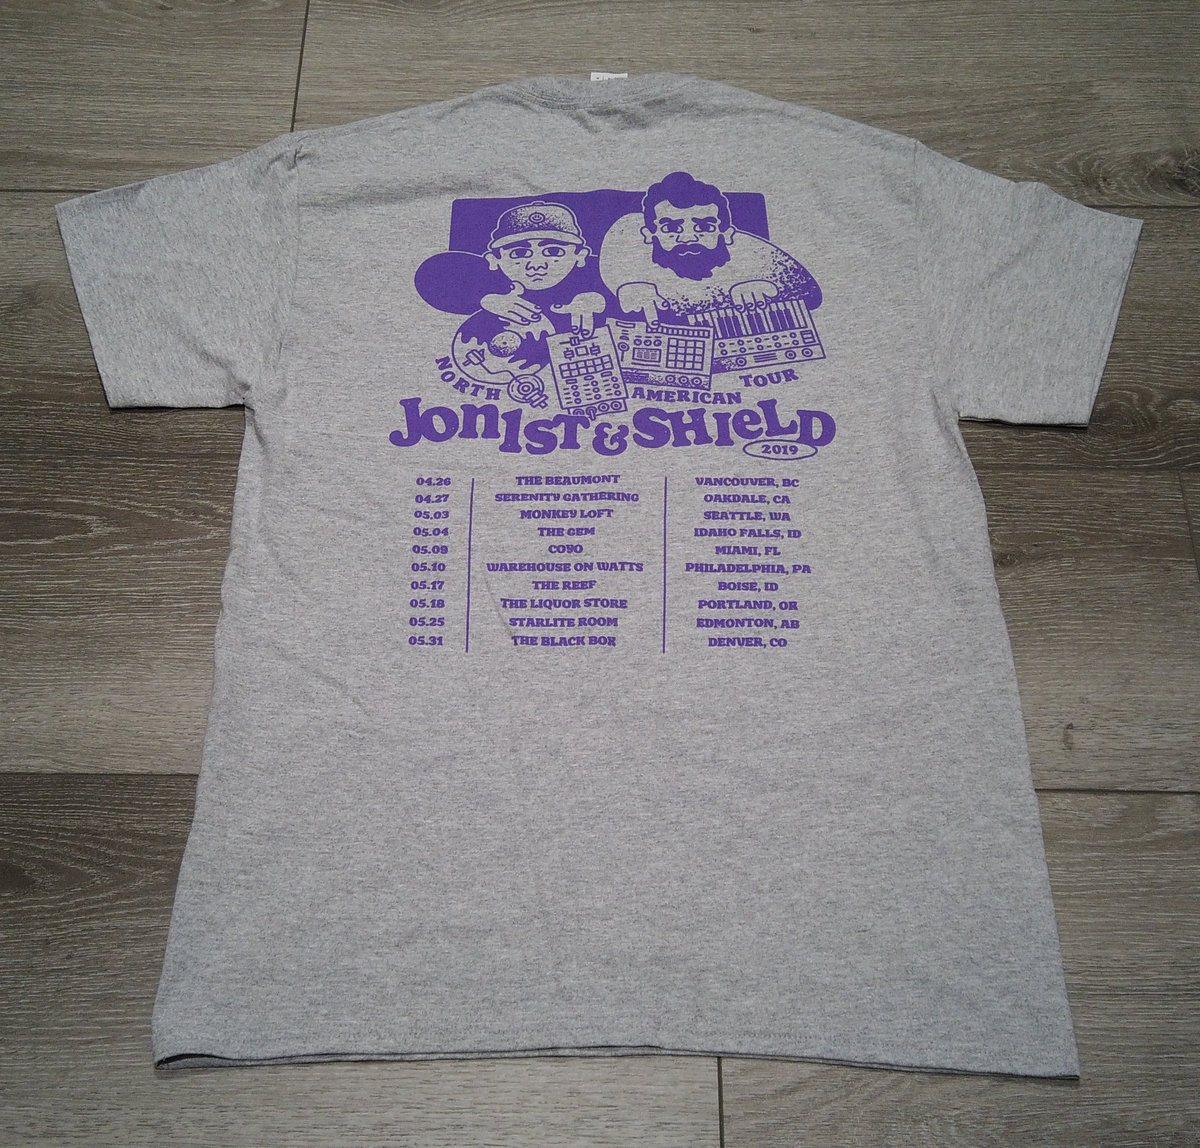 NORTH AMERICAN TOUR
JON1ST & SHIELD
2019
04.26 THE BEAUMONT VANCOUVER, BC
04.27 SERENITY GATHERING OAKDALE, CA
05.03 MONKEY LOFT SEATTLE, WA
05.04 THE GEM IDAHO FALLS, ID
05.09 COYO MIAMI, FL
05.10 WAREHOUSE ON WATTS PHILADELPHIA, PA
05.17 THE REEF BOISE, ID
05.18 THE LIQUOR STORE PORTLAND, OR
05.25 STARLITE ROOM EDMONTON, AB
05.31 THE BLACK BOX DENVER, CO